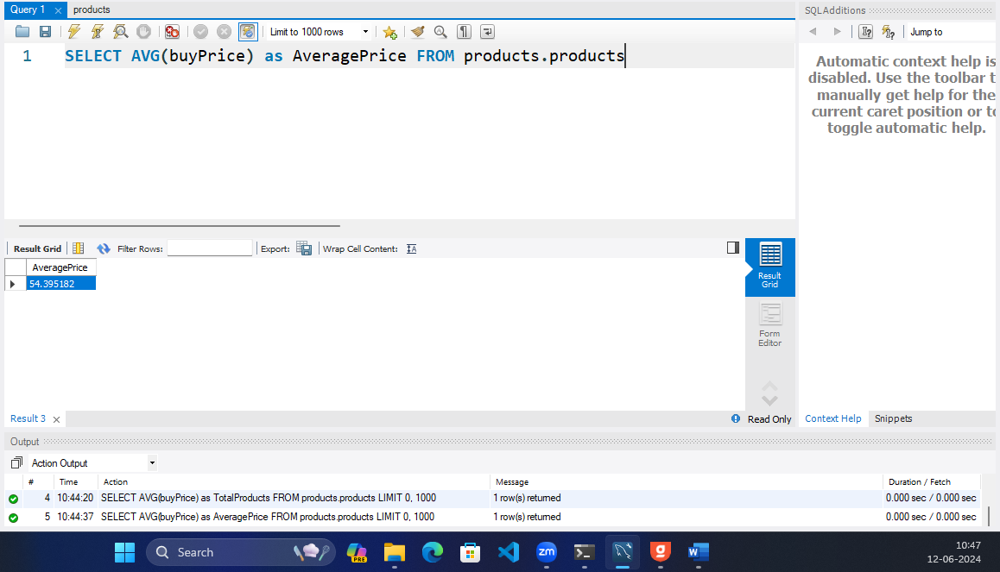 Query 1 products SQLAdditions
Limit to 1000 rows Jump to
1 SELECT AVG(buyPrice) as AveragePrice FROM products.products
Automatic context help is
disabled. Use the toolbar t
manually get help for the
current caret position or to
toggle automatic help.
Result Grid Filter Rows: Export: Wrap Cell Content: IA
AveragePrice
54.395182
Result
Grid
Form
Editor
Result 3 Read Only Context Help Snippets
Output
Action Output
# Time Action Message Duration / Fetch
4 10:44:20 SELECT AVG(buyPrice) as TotalProducts FROM products.products LIMIT 0, 1000 1 row(s) returned 0.000 sec / 0.000 sec
5 10:44:37 SELECT AVG(buyPrice) as AveragePrice FROM products.products LIMIT 0, 1000 1 row(s) returned 0.000 sec / 0.000 sec
Search PRE zm g W 10:47
12-06-2024